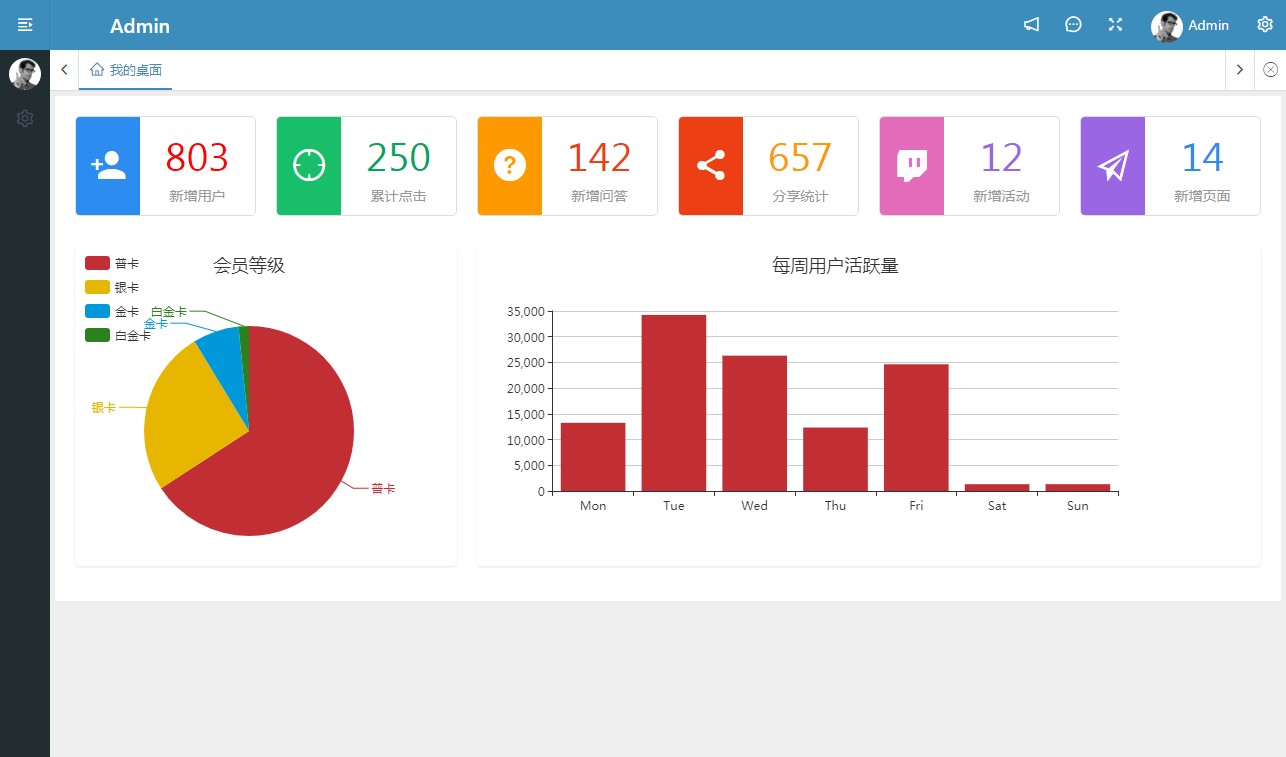 Admin
Admin
我的桌面
803
新增用户
250
累计点击
142
新增问答
657
分享统计
12
新增活动
14
新增页面
会员等级
普卡
银卡
金卡
白金卡
白金卡
金卡
银卡
普卡
每周用户活跃量
35,000
30,000
25,000
20,000
15,000
10,000
5,000
0
Mon Tue Wed Thu Fri Sat Sun